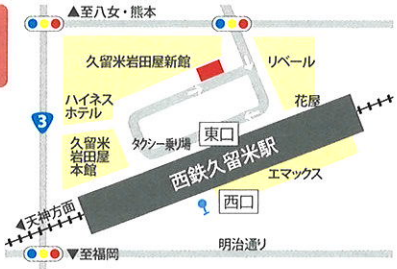 ▲至八女・熊本
久留米岩田屋新館
リベール
ハイネス
ホテル
花屋
3
久留米
岩田屋
本館
タクシー乗り場
東口
西鉄久留米駅
エマックス
西口
◀天神方面
▼至福岡
明治通り